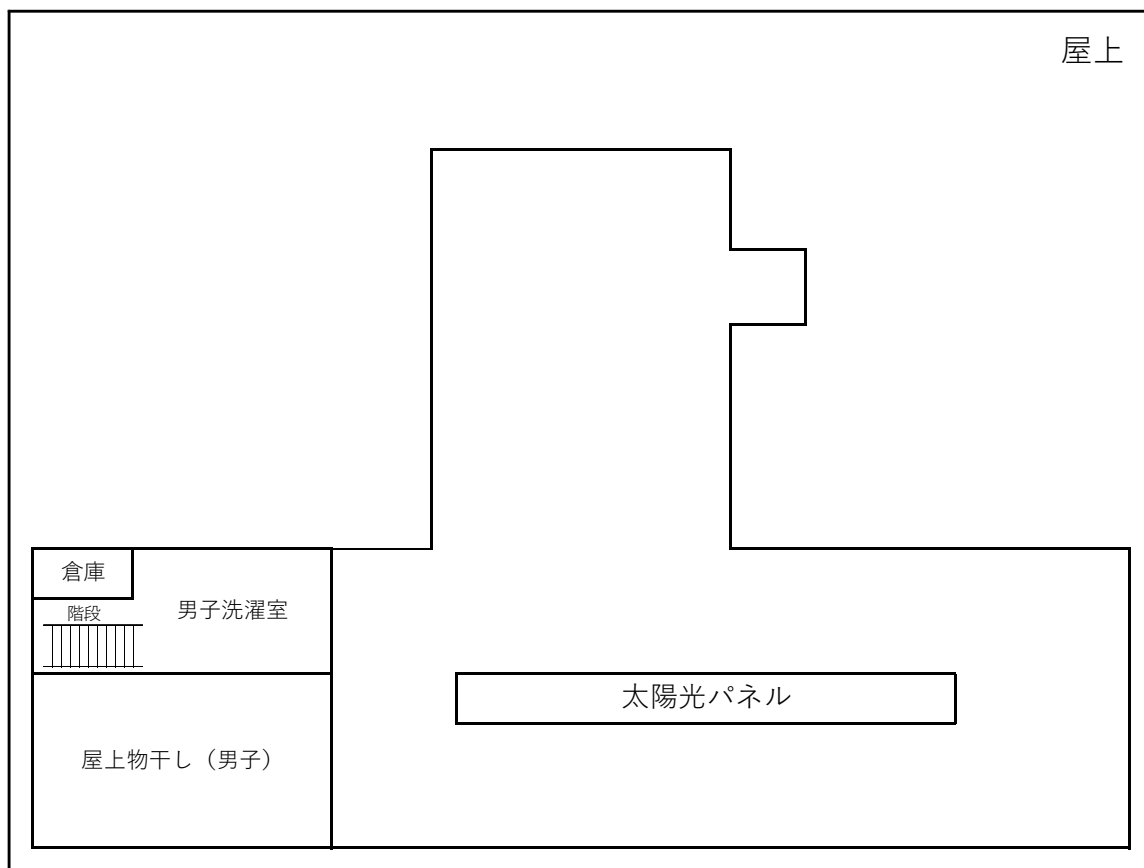 屋上
倉庫
階段
男子洗濯室
太陽光パネル
屋上物干し（男子）